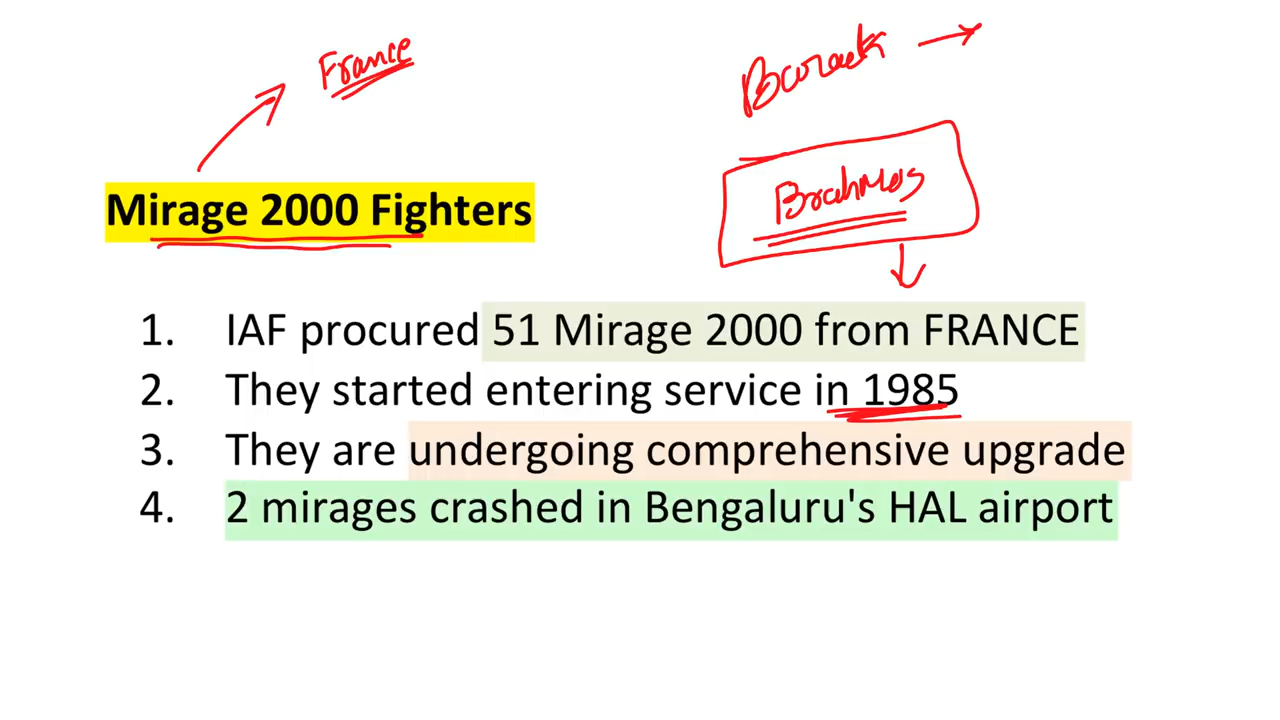 France
Barack
BrahMos
Mirage 2000 Fighters
1. IAF procured 51 Mirage 2000 from FRANCE
2. They started entering service in 1985
3. They are undergoing comprehensive upgrade
4. 2 mirages crashed in Bengaluru's HAL airport